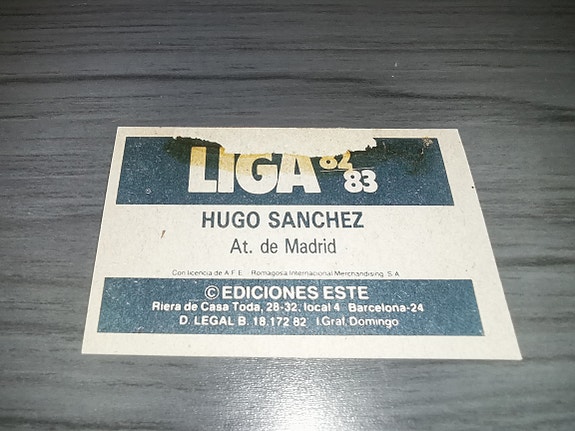 LIGA 82
83
HUGO SANCHEZ
At. de Madrid
Con licencia de A.F.E. Romagosa International Merchandising S.A.
© EDICIONES ESTE
Riera de Casa Toda, 28-32. local 4 Barcelona-24
D. LEGAL B. 18.172 82 I.Graf. Domingo